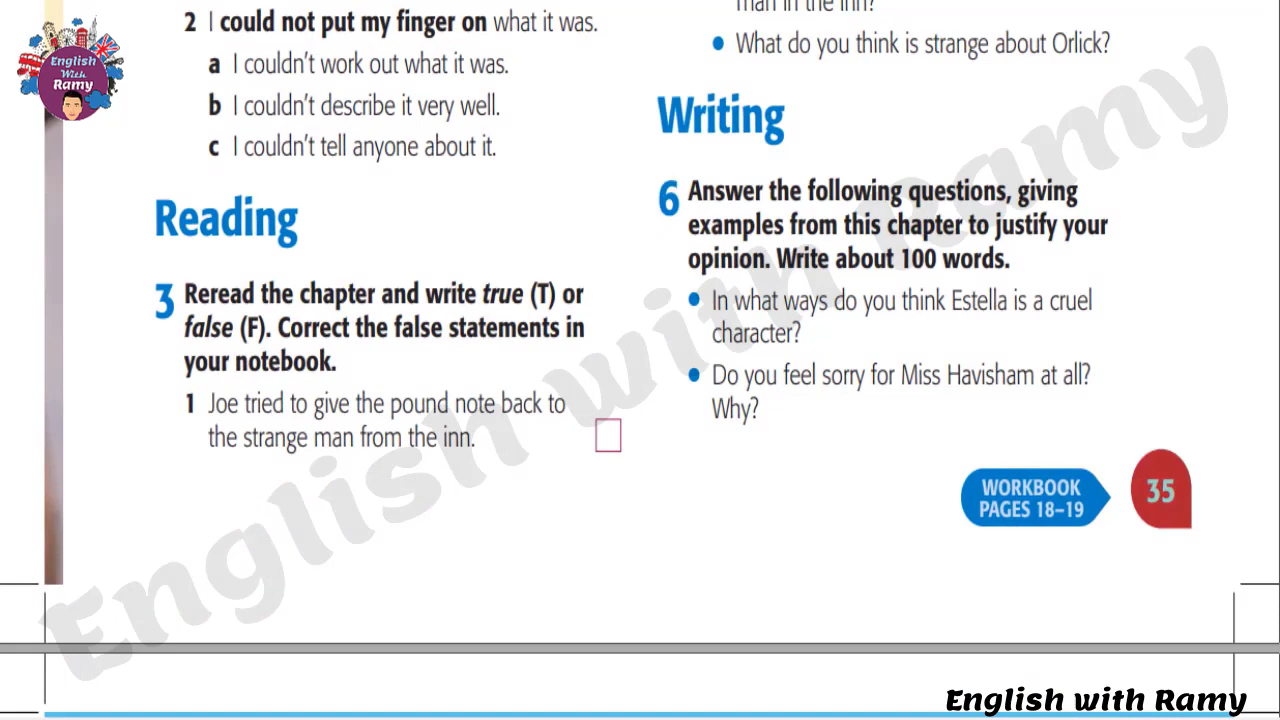 English
With
Ramy
2 I could not put my finger on what it was.
a I couldn't work out what it was.
b I couldn't describe it very well.
c I couldn't tell anyone about it.
Reading
3 Reread the chapter and write true (T) or
false (F). Correct the false statements in
your notebook.
1 Joe tried to give the pound note back to
the strange man from the inn.
man in the inn?
• What do you think is strange about Orlick?
Writing
6 Answer the following questions, giving
examples from this chapter to justify your
opinion. Write about 100 words.
• In what ways do you think Estella is a cruel
character?
• Do you feel sorry for Miss Havisham at all?
Why?
WORKBOOK
PAGES 18–19
35
English with Ramy
English with Ramy